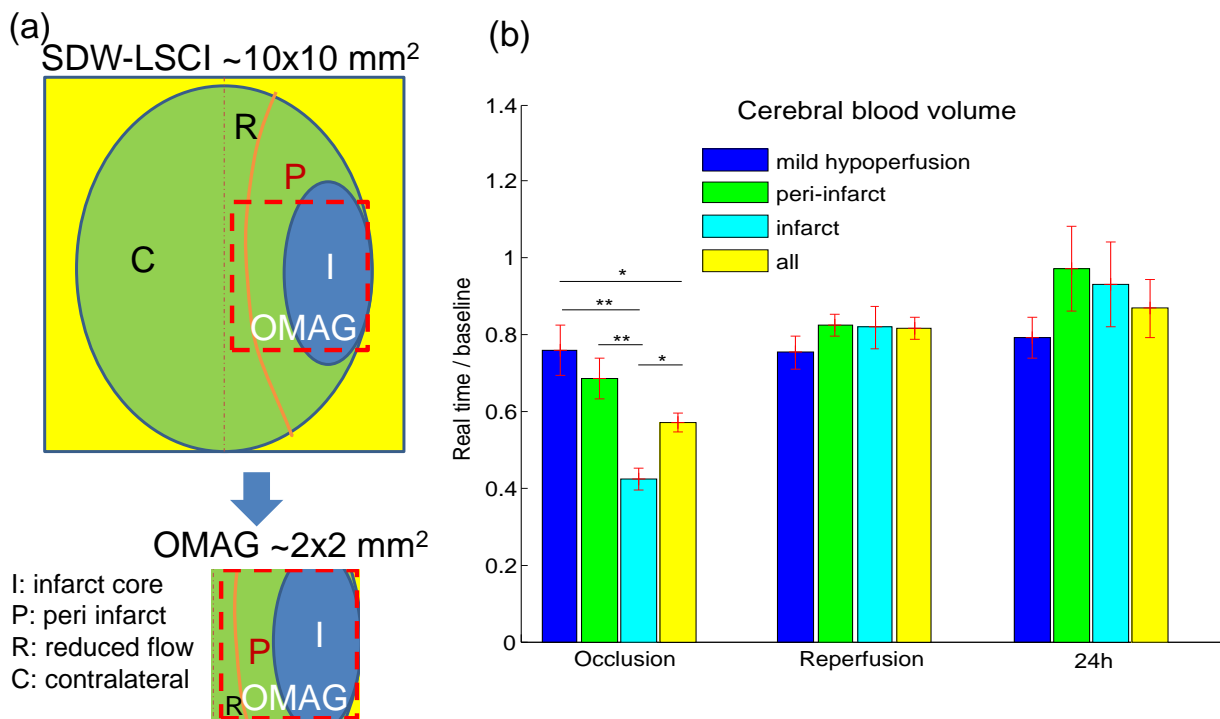 (a)
SDW-LSCI ~10x10 mm²
R
P
C
I
OMAG
OMAG ~2x2 mm²
I: infarct core
P: peri infarct
R: reduced flow
C: contralateral
P
I
R
OMAG
(b)
Cerebral blood volume
mild hypoperfusion
peri-infarct
infarct
all
Real time / baseline
1.4
1.2
1
0.8
0.6
0.4
0.2
0
*
**
**
*
Occlusion
Reperfusion
24h